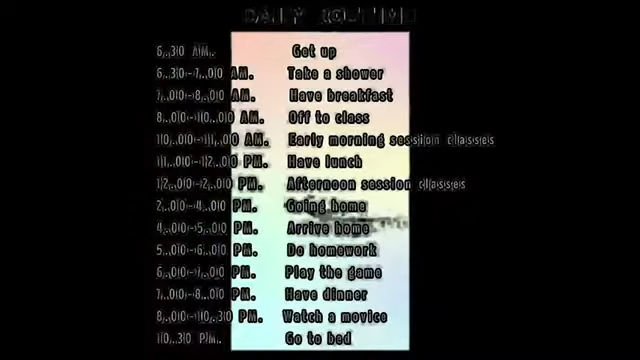 DAILY ROUTIME
6.30 AM. Get up
6.30-7.00 AM. Take a shower
7.00-8.00 AM. Have breakfast
8.00-10.00 AM. Off to class
10.00-11.00 AM. Early morning session classes
11.00-12.00 PM. Have lunch
12.00-2.00 PM. Afternoon session classes
2.00-4.00 PM. Going home
4.00-5.00 PM. Arrive home
5.00-6.00 PM. Do homework
6.00-7.00 PM. Play the game
7.00-8.00 PM. Have dinner
8.00-10.30 PM. Watch a movice
10.30 PM. Go to bed